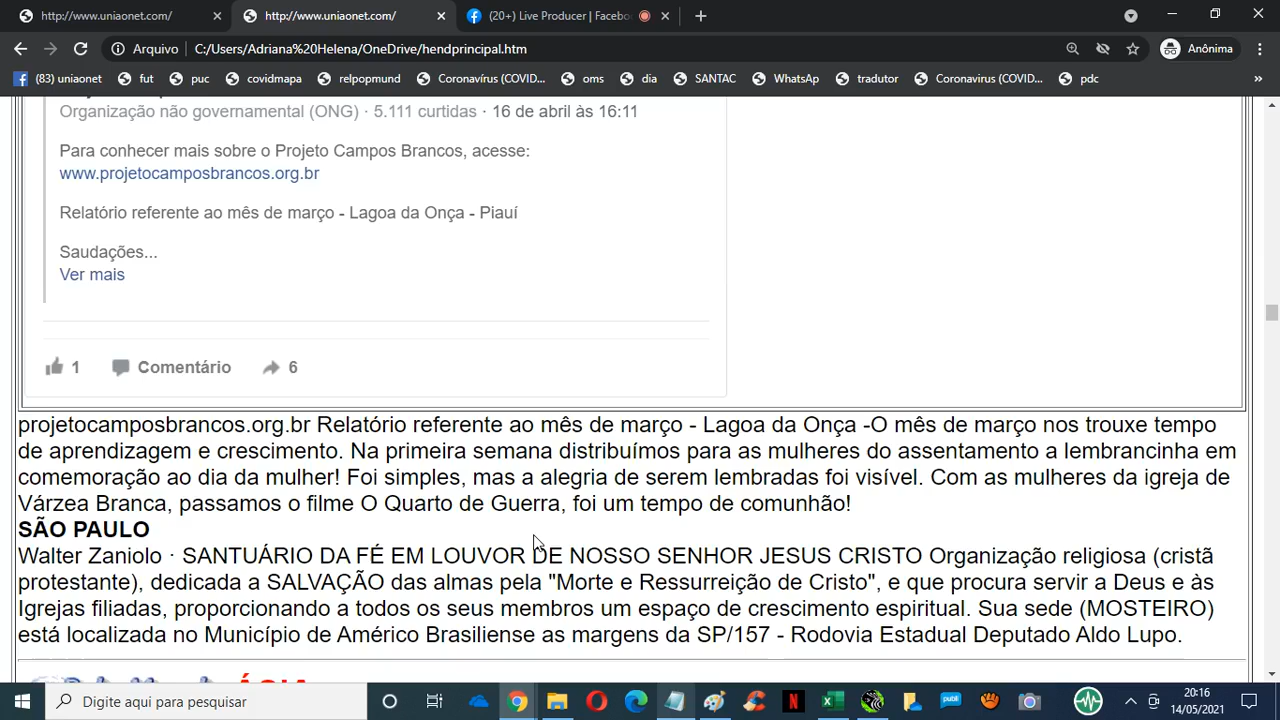 http://www.uniaonet.com/
http://www.uniaonet.com/
(20+) Live Producer | Facebo
Arquivo
C:/Users/Adriana%20Helena/OneDrive/hendprincipal.htm
Anônima
(83) uniaonet
fut
puc
covidmapa
relpopmund
Coronavírus (COVID...
oms
dia
SANTAC
WhatsAp
tradutor
Coronavirus (COVID...
pdc
»
Organização não governamental (ONG) · 5.111 curtidas · 16 de abril às 16:11
Para conhecer mais sobre o Projeto Campos Brancos, acesse:
www.projetocamposbrancos.org.br
Relatório referente ao mês de março - Lagoa da Onça - Piauí
Saudações...
Ver mais
1 Comentário 6
projetocamposbrancos.org.br Relatório referente ao mês de março - Lagoa da Onça -O mês de março nos trouxe tempo
de aprendizagem e crescimento. Na primeira semana distribuímos para as mulheres do assentamento a lembrancinha em
comemoração ao dia da mulher! Foi simples, mas a alegria de serem lembradas foi visível. Com as mulheres da igreja de
Várzea Branca, passamos o filme O Quarto de Guerra, foi um tempo de comunhão!
SÃO PAULO
Walter Zaniolo · SANTUÁRIO DA FÉ EM LOUVOR DE NOSSO SENHOR JESUS CRISTO Organização religiosa (cristã
protestante), dedicada a SALVAÇÃO das almas pela "Morte e Ressurreição de Cristo", e que procura servir a Deus e às
Igrejas filiadas, proporcionando a todos os seus membros um espaço de crescimento espiritual. Sua sede (MOSTEIRO)
está localizada no Município de Américo Brasiliense as margens da SP/157 - Rodovia Estadual Deputado Aldo Lupo.
ÁSIA
Digite aqui para pesquisar
publi
20:16
14/05/2021